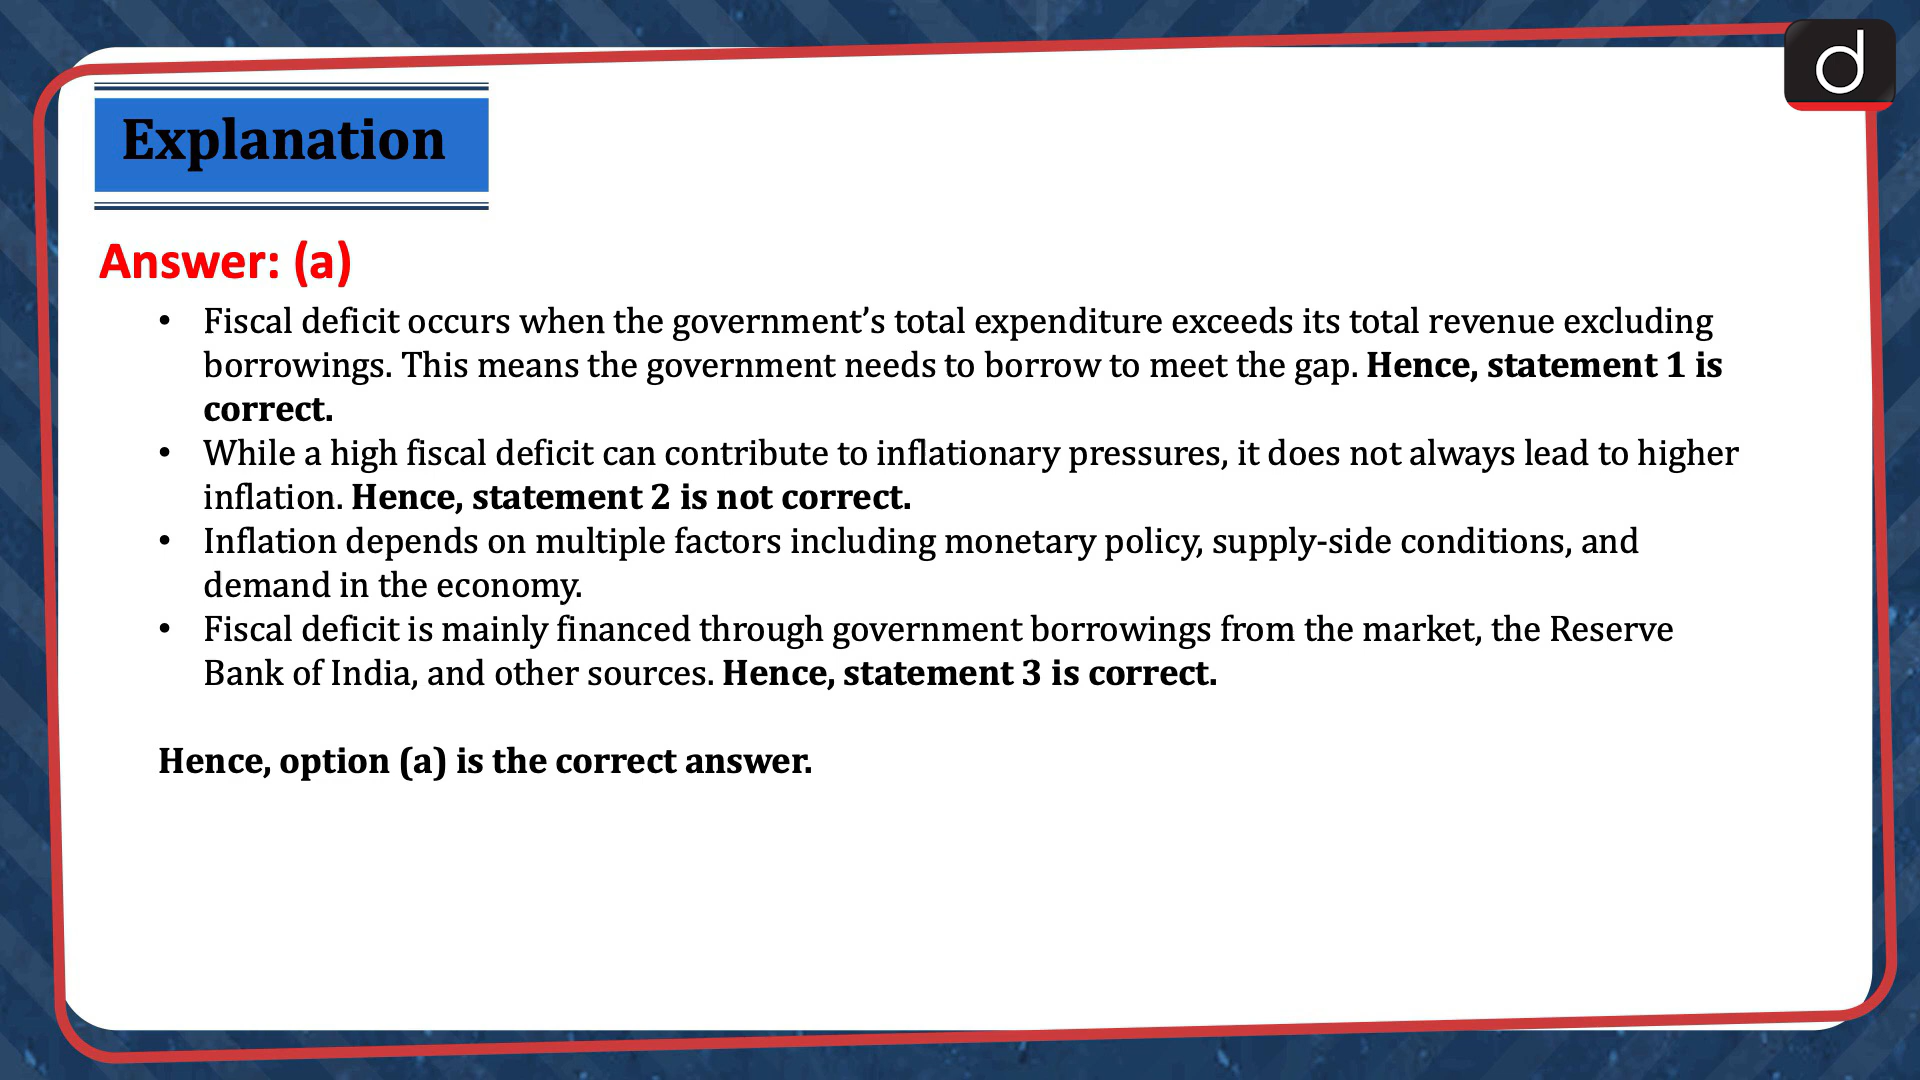 d
Explanation
Answer: (a)
• Fiscal deficit occurs when the government’s total expenditure exceeds its total revenue excluding
borrowings. This means the government needs to borrow to meet the gap. Hence, statement 1 is
correct.
• While a high fiscal deficit can contribute to inflationary pressures, it does not always lead to higher
inflation. Hence, statement 2 is not correct.
• Inflation depends on multiple factors including monetary policy, supply-side conditions, and
demand in the economy.
• Fiscal deficit is mainly financed through government borrowings from the market, the Reserve
Bank of India, and other sources. Hence, statement 3 is correct.
Hence, option (a) is the correct answer.